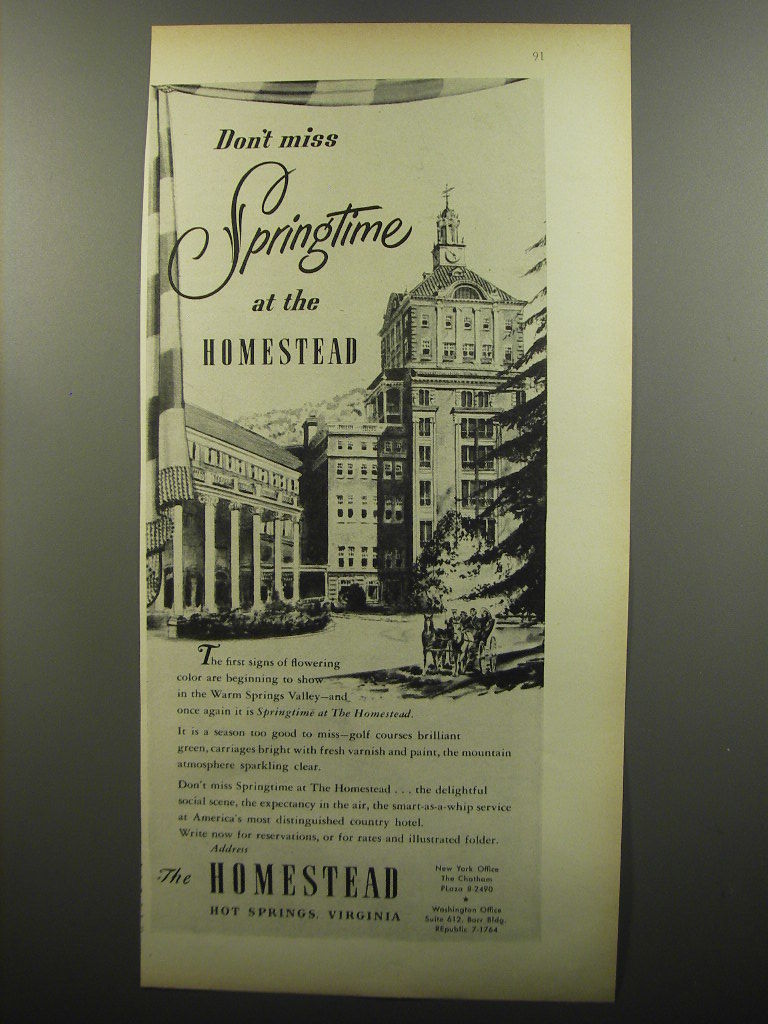 91
Don't miss
Springtime
at the
HOMESTEAD
The first signs of flowering
color are beginning to show
in the Warm Springs Valley—and
once again it is Springtime at The Homestead.
It is a season too good to miss—golf courses brilliant
green, carriages bright with fresh varnish and paint, the mountain
atmosphere sparkling clear.
Don't miss Springtime at The Homestead . . . the delightful
social scene, the expectancy in the air, the smart-as-a-whip service
at America's most distinguished country hotel.
Write now for reservations, or for rates and illustrated folder.
Address
The HOMESTEAD
HOT SPRINGS, VIRGINIA
New York Office
The Chatham
PLaza 8-2490
★
Washington Office
Suite 612, Barr Bldg.
REpublic 7-1764